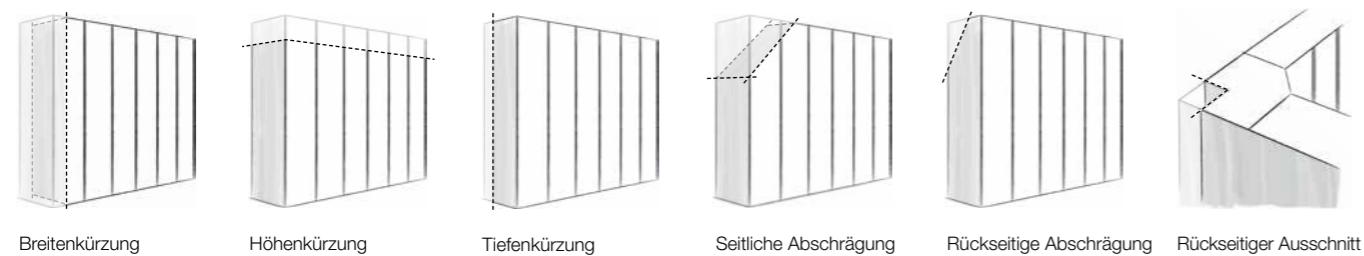 Breitenkürzung
Höhenkürzung
Tiefenkürzung
Seitliche Abschrägung
Rückseitige Abschrägung
Rückseitiger Ausschnitt